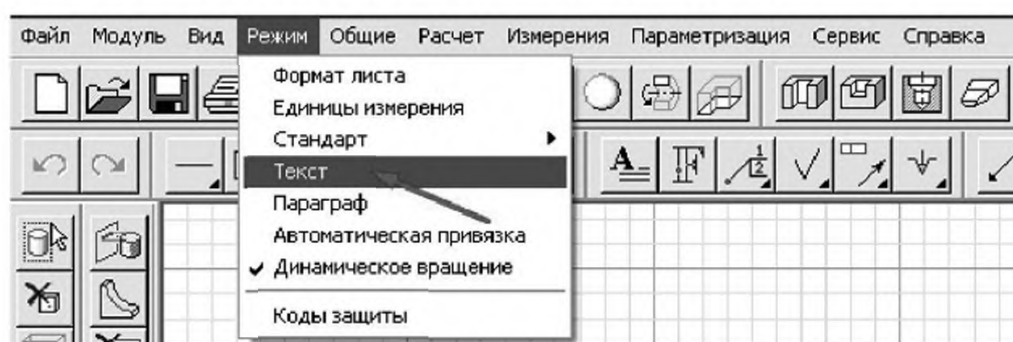 Файл Модуль Вид Режим Общие Расчет Измерения Параметризация Сервис Справка
Формат листа
Единицы измерения
Стандарт
Текст
Параграф
Автоматическая привязка
Динамическое вращение
Коды защиты